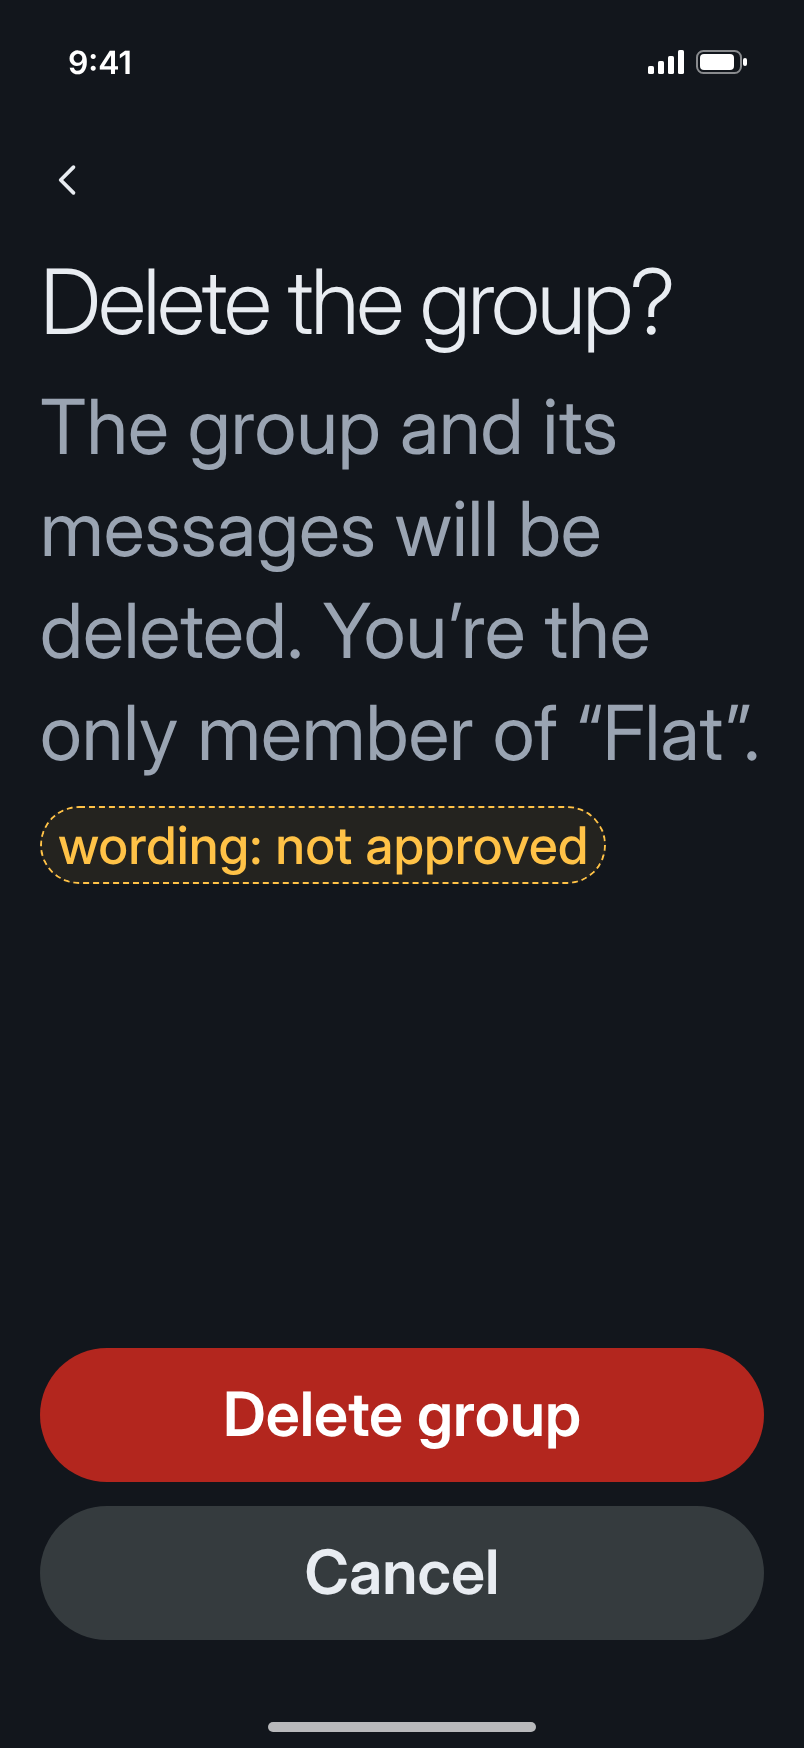 9:41
Delete the group?
The group and its
messages will be
deleted. You’re the
only member of “Flat”.
wording: not approved
Delete group
Cancel